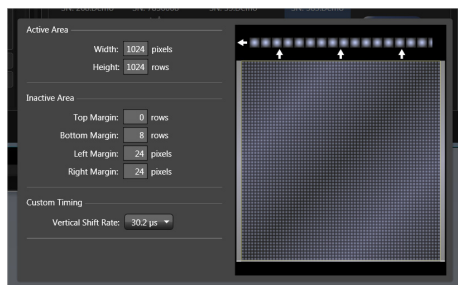 Active Area
Width: 1024 pixels
Height: 1024 rows
Inactive Area
Top Margin: 0 rows
Bottom Margin: 8 rows
Left Margin: 24 pixels
Right Margin: 24 pixels
Custom Timing
Vertical Shift Rate: 30.2 µs